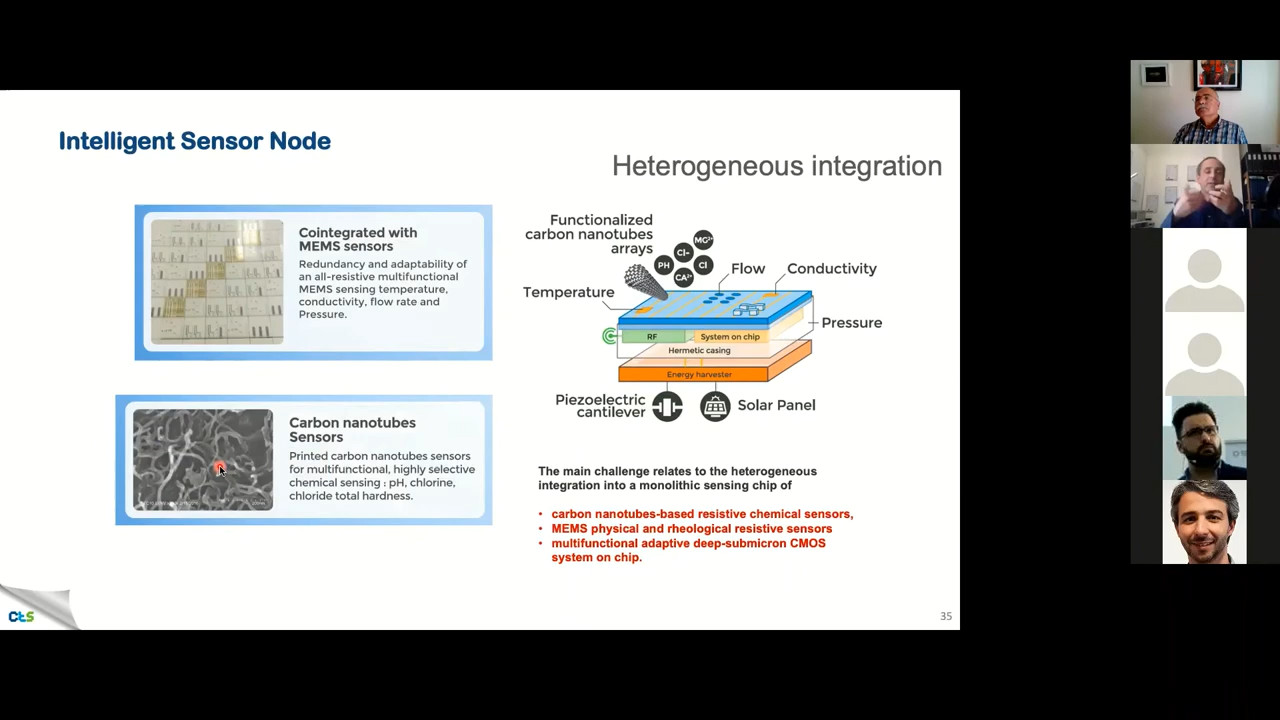 Intelligent Sensor Node
Heterogeneous integration
Cointegrated with
MEMS sensors
Redundancy and adaptability of
an all-resistive multifunctional
MEMS sensing temperature,
conductivity, flow rate and
Pressure.
Carbon nanotubes
Sensors
Printed carbon nanotubes sensors
for multifunctional, highly selective
chemical sensing : pH, chlorine,
chloride total hardness.
Functionalized
carbon nanotubes
arrays
MG²⁺
Cl-
PH
Cl
CA²⁺
Flow
Conductivity
Temperature
Pressure
RF
System on chip
Hermetic casing
Energy harvester
Piezoelectric
cantilever
Solar Panel
The main challenge relates to the heterogeneous
integration into a monolithic sensing chip of
• carbon nanotubes-based resistive chemical sensors,
• MEMS physical and rheological resistive sensors
• multifunctional adaptive deep-submicron CMOS
system on chip.
CtS
35